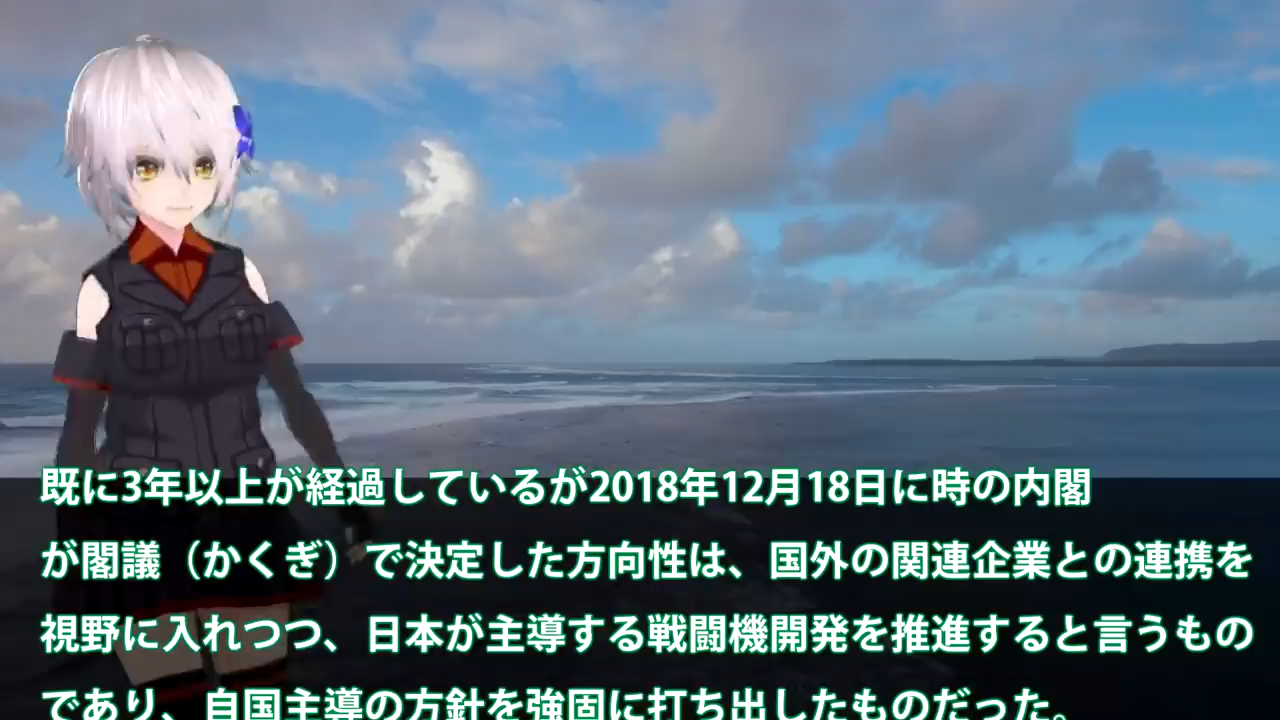 既に3年以上が経過しているが2018年12月18日に時の内閣
が閣議（かくぎ）で決定した方向性は、国外の関連企業との連携を
視野に入れつつ、日本が主導する戦闘機開発を推進すると言うもの
であり、自国主導の方針を強固に打ち出したものだった。